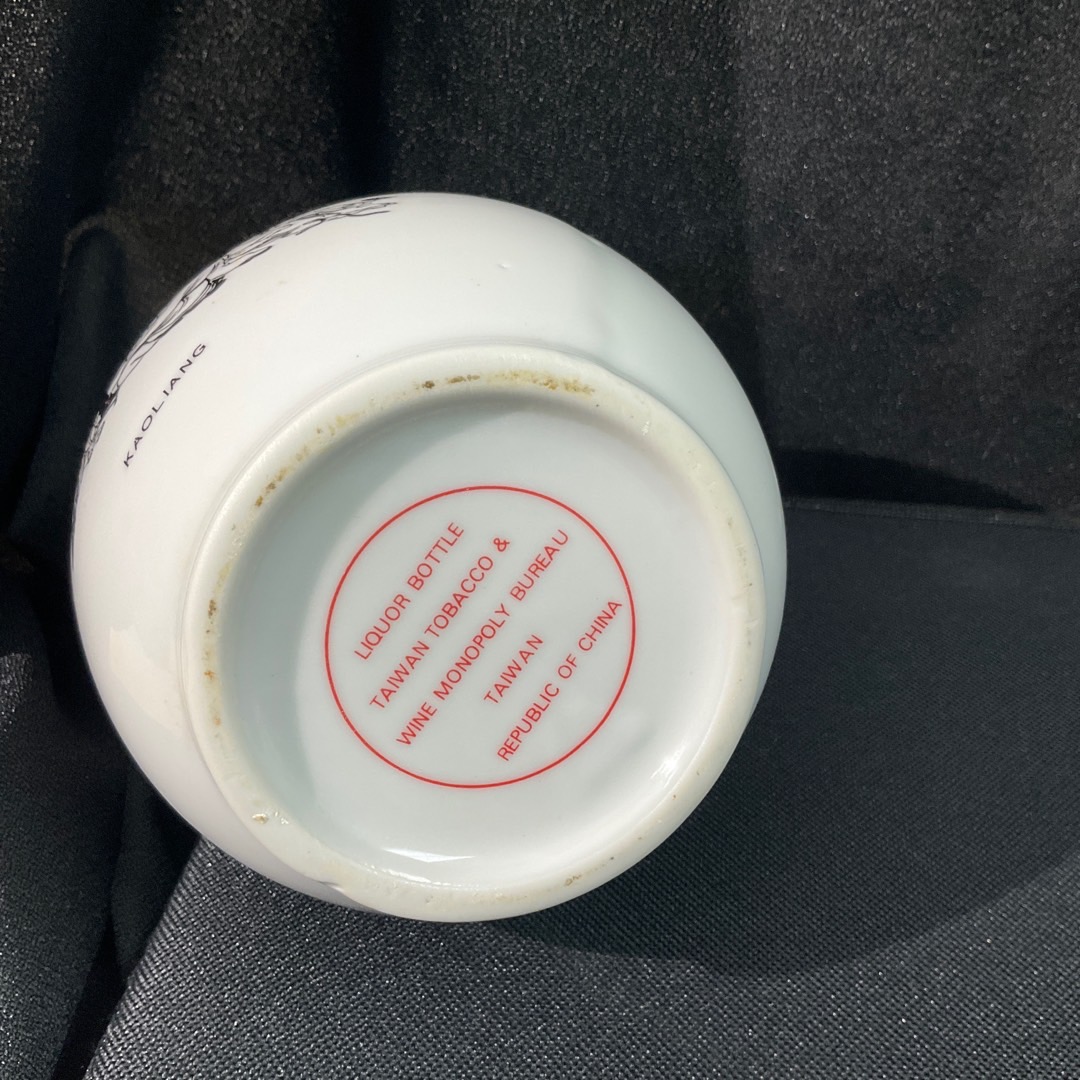 KAOLIANG
LIQUOR BOTTLE
TAIWAN TOBACCO &
WINE MONOPOLY BUREAU
TAIWAN
REPUBLIC OF CHINA